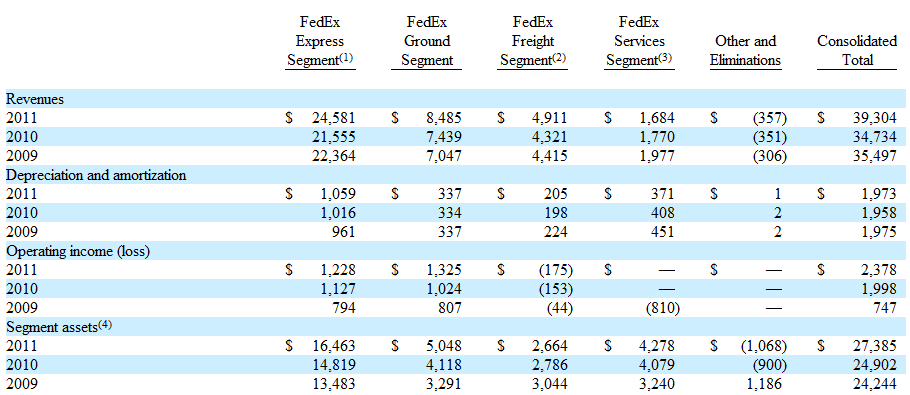 FedEx Express Segment(1) FedEx Ground Segment FedEx Freight Segment(2) FedEx Services Segment(3) Other and Eliminations Consolidated Total
Revenues
2011 $ 24,581 $ 8,485 $ 4,911 $ 1,684 $ (357) $ 39,304
2010 21,555 7,439 4,321 1,770 (351) 34,734
2009 22,364 7,047 4,415 1,977 (306) 35,497
Depreciation and amortization
2011 $ 1,059 $ 337 $ 205 $ 371 $ 1 $ 1,973
2010 1,016 334 198 408 2 1,958
2009 961 337 224 451 2 1,975
Operating income (loss)
2011 $ 1,228 $ 1,325 $ (175) $ — $ — $ 2,378
2010 1,127 1,024 (153) — — 1,998
2009 794 807 (44) (810) — 747
Segment assets(4)
2011 $ 16,463 $ 5,048 $ 2,664 $ 4,278 $ (1,068) $ 27,385
2010 14,819 4,118 2,786 4,079 (900) 24,902
2009 13,483 3,291 3,044 3,240 1,186 24,244